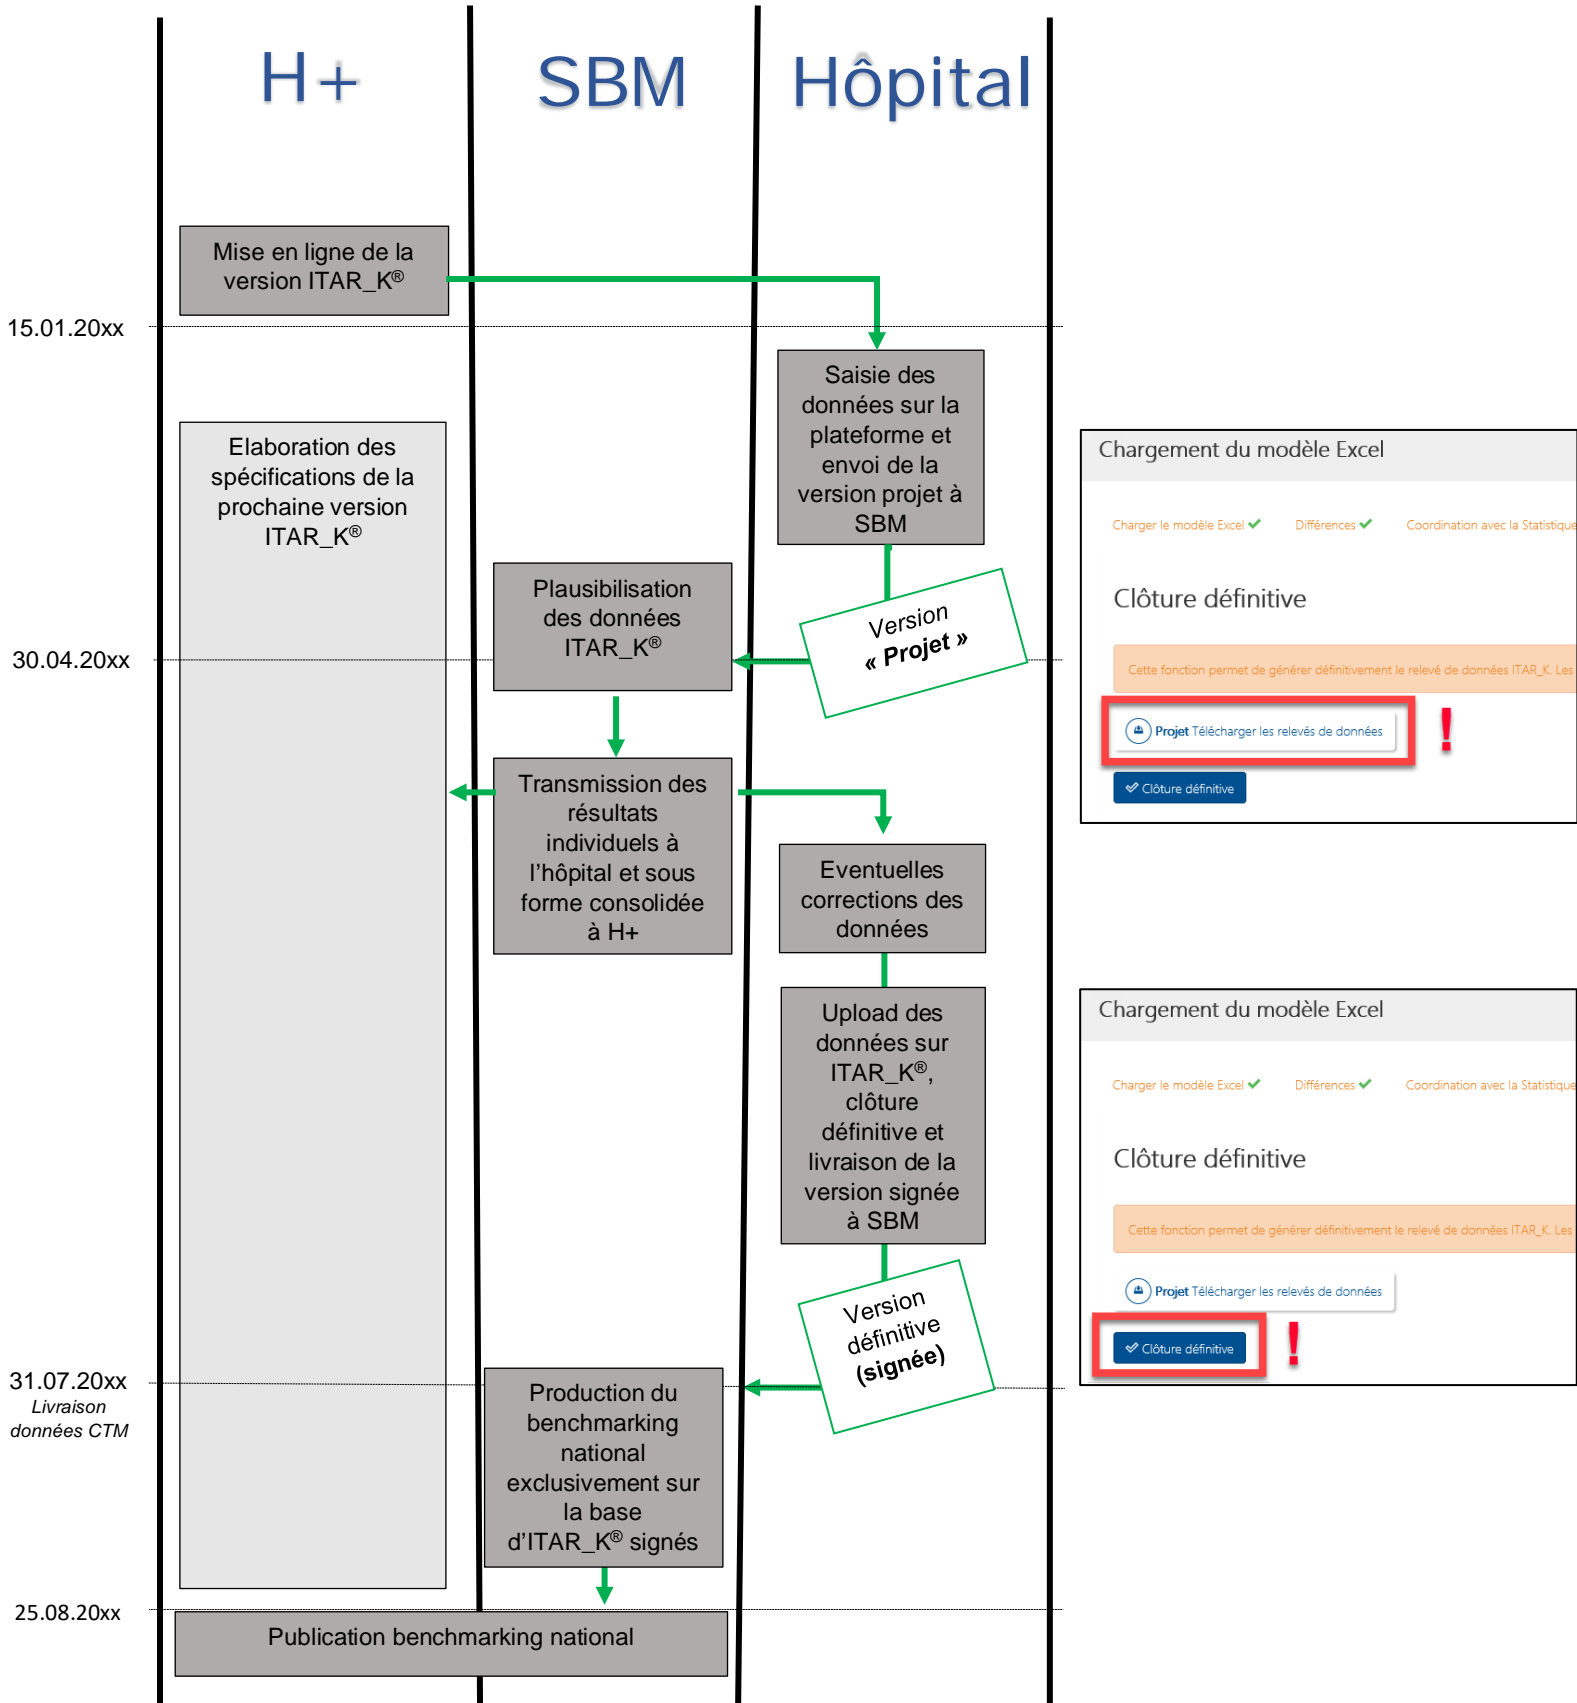 H+
SBM
Hôpital
Mise en ligne de la
version ITAR_K®
15.01.20xx
Saisie des
données sur la
plateforme et
envoi de la
version projet à
SBM
Elaboration des
spécifications de la
prochaine version
ITAR_K®
Plausibilisation
des données
ITAR_K®
Version
« Projet »
30.04.20xx
Transmission des
résultats
individuels à
l'hôpital et sous
forme consolidée
à H+
Eventuelles
corrections des
données
Upload des
données sur
ITAR_K®,
clôture
définitive et
livraison de la
version signée
à SBM
Version
définitive
(signée)
31.07.20xx
Livraison
données CTM
Production du
benchmarking
national
exclusivement sur
la base
d'ITAR_K® signés
25.08.20xx
Publication benchmarking national
Chargement du modèle Excel
Charger le modèle Excel ✔ Différences ✔ Coordination avec la Statistique
Clôture définitive
Cette fonction permet de générer définitivement le relevé de données ITAR_K. Les
Projet Télécharger les relevés de données
!
Clôture définitive
Chargement du modèle Excel
Charger le modèle Excel ✔ Différences ✔ Coordination avec la Statistique
Clôture définitive
Cette fonction permet de générer définitivement le relevé de données ITAR_K. Les
Projet Télécharger les relevés de données
Clôture définitive
!